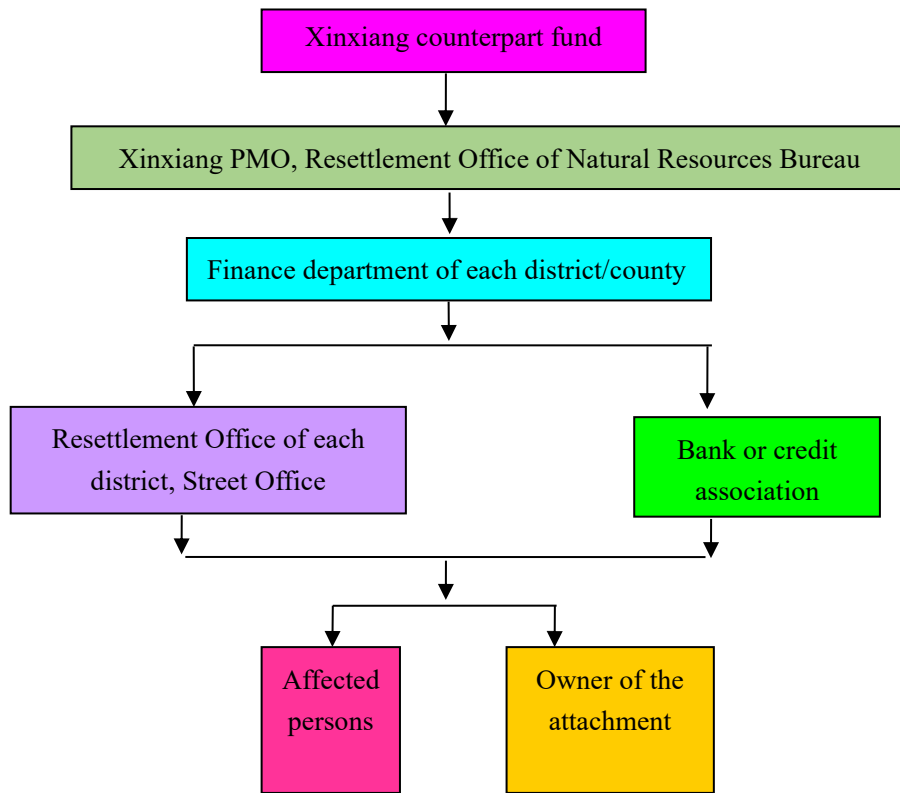 Xinxiang counterpart fund
Xinxiang PMO, Resettlement Office of Natural Resources Bureau
Finance department of each district/county
Resettlement Office of each
district, Street Office
Bank or credit
association
Affected
persons
Owner of the
attachment